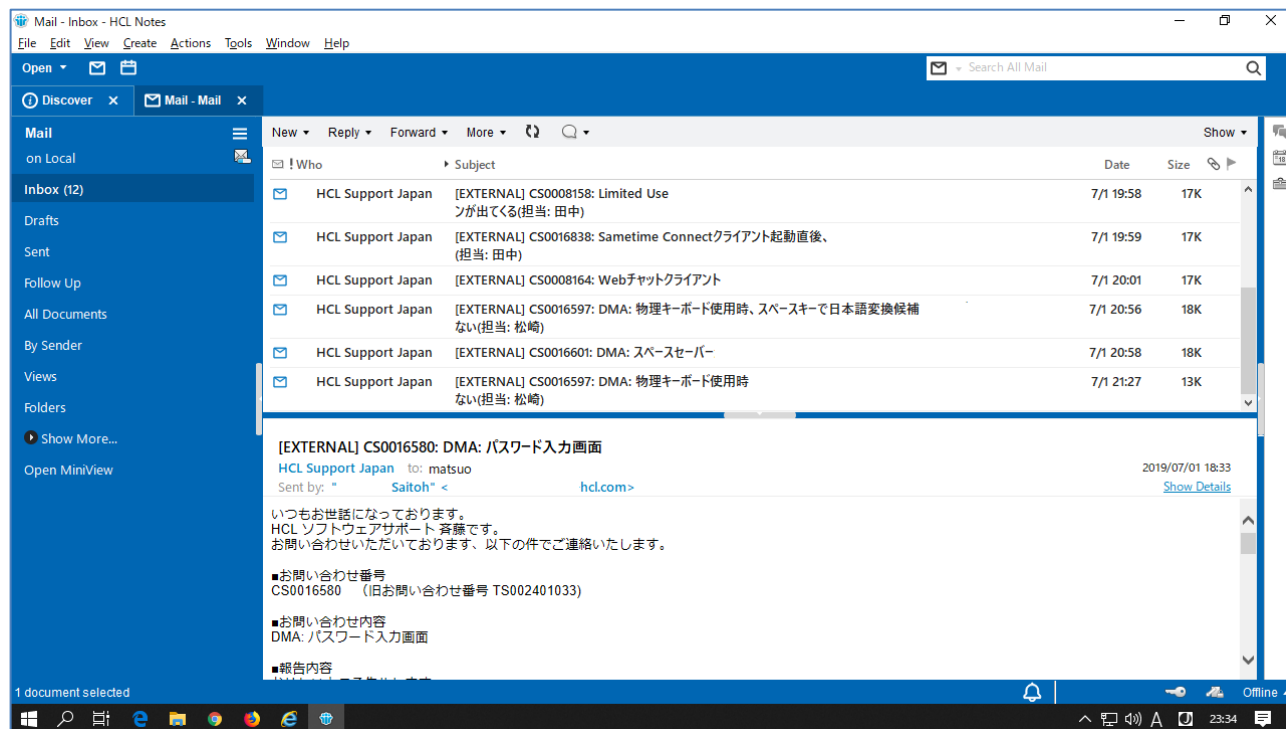 Mail - Inbox - HCL Notes
File Edit View Create Actions Tools Window Help
Open
Search All Mail
Discover
Mail - Mail
Mail
on Local
Inbox (12)
Drafts
Sent
Follow Up
All Documents
By Sender
Views
Folders
Show More...
Open MiniView
New Reply Forward More Show
! Who Subject Date Size
HCL Support Japan [EXTERNAL] CS0008158: Limited Use 7/1 19:58 17K
ンが出てくる(担当: 田中)
HCL Support Japan [EXTERNAL] CS0016838: Sametime Connectクライアント起動直後、 7/1 19:59 17K
(担当: 田中)
HCL Support Japan [EXTERNAL] CS0008164: Webチャットクライアント 7/1 20:01 17K
HCL Support Japan [EXTERNAL] CS0016597: DMA: 物理キーボード使用時、スペースキーで日本語変換候補 7/1 20:56 18K
ない(担当: 松崎)
HCL Support Japan [EXTERNAL] CS0016601: DMA: スペースセーバー 7/1 20:58 18K
HCL Support Japan [EXTERNAL] CS0016597: DMA: 物理キーボード使用時 7/1 21:27 13K
ない(担当: 松崎)
[EXTERNAL] CS0016580: DMA: パスワード入力画面
HCL Support Japan to: matsuo 2019/07/01 18:33
Sent by: " Saitoh" < hcl.com> Show Details
いつもお世話になっております。
HCL ソフトウェアサポート 斉藤です。
お問い合わせいただいております、以下の件でご連絡いたします。
■お問い合わせ番号
CS0016580 （旧お問い合わせ番号 TS002401033)
■お問い合わせ内容
DMA: パスワード入力画面
■報告内容
1 document selected
Offline
A
23:34